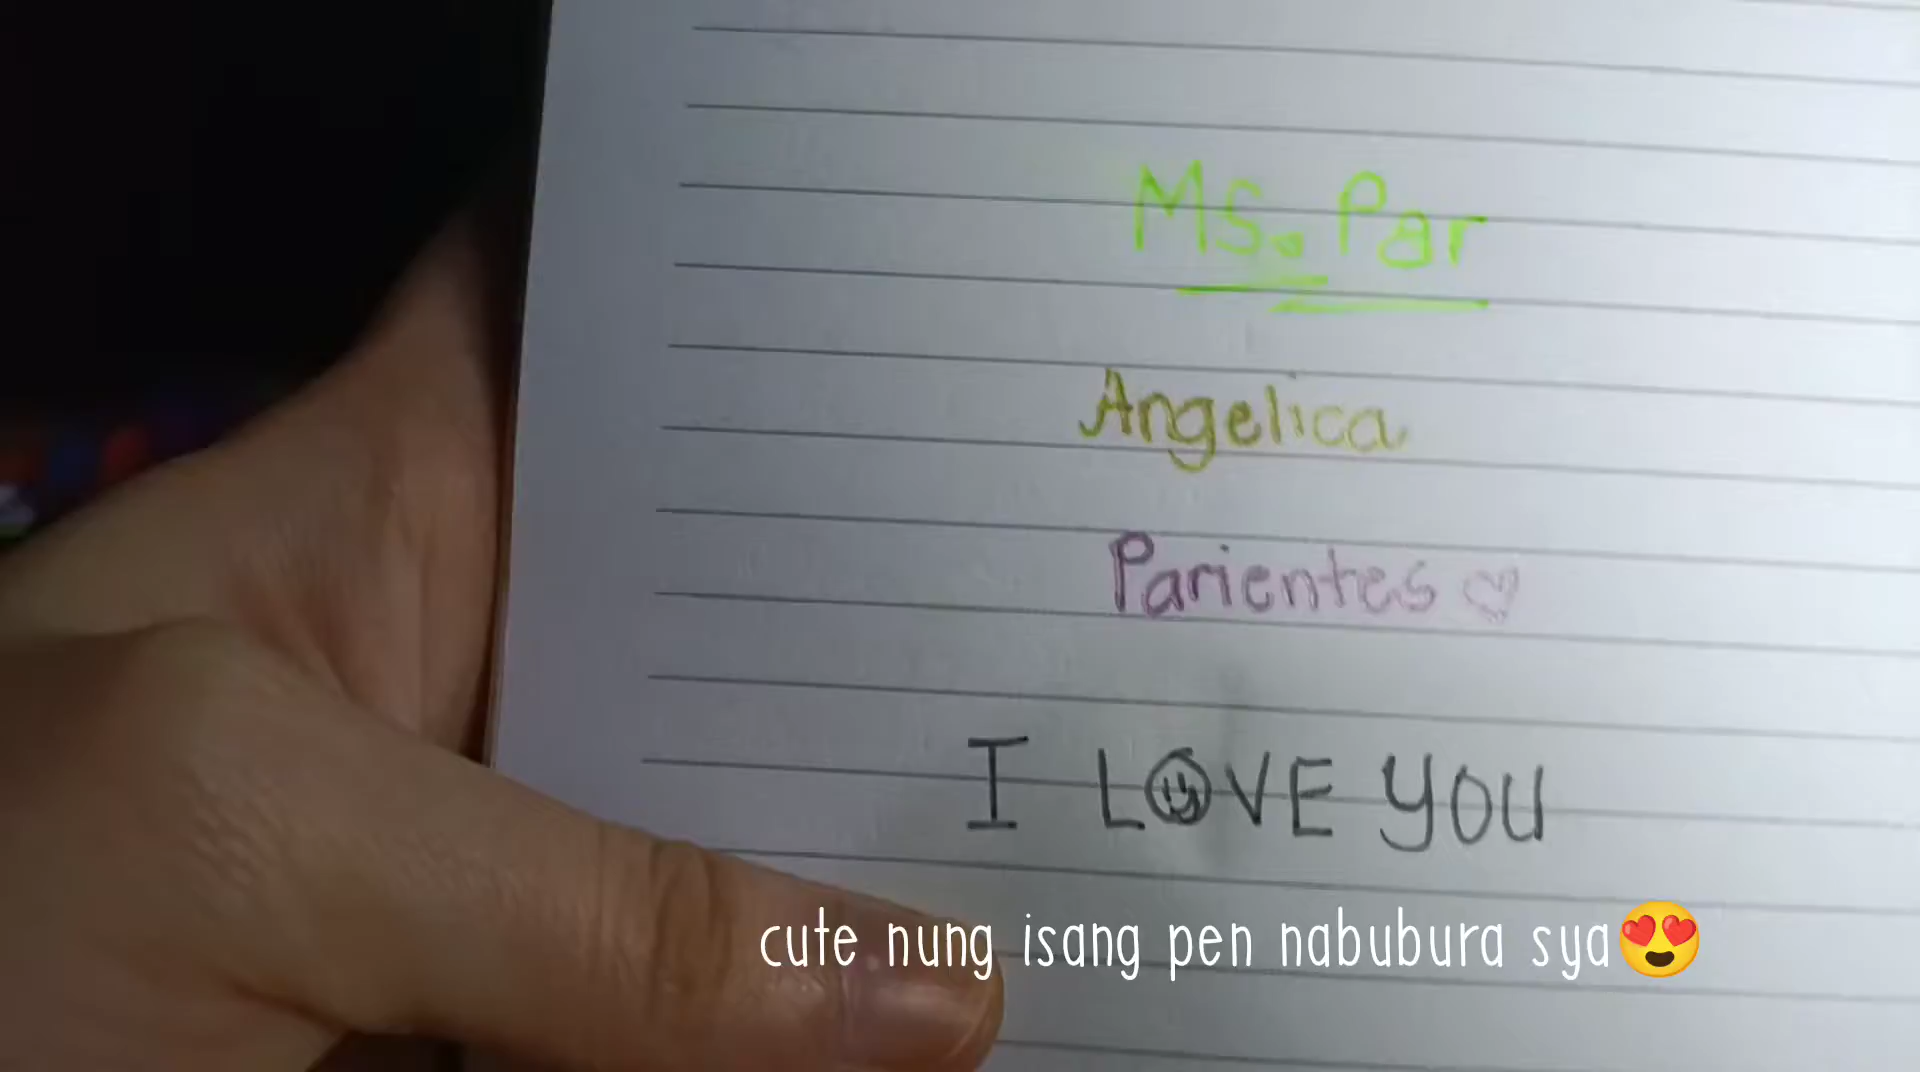 Ms. Par
Angelica
Parientes ♡
I LOVE YOU
cute nung isang pen nabubura sya😍